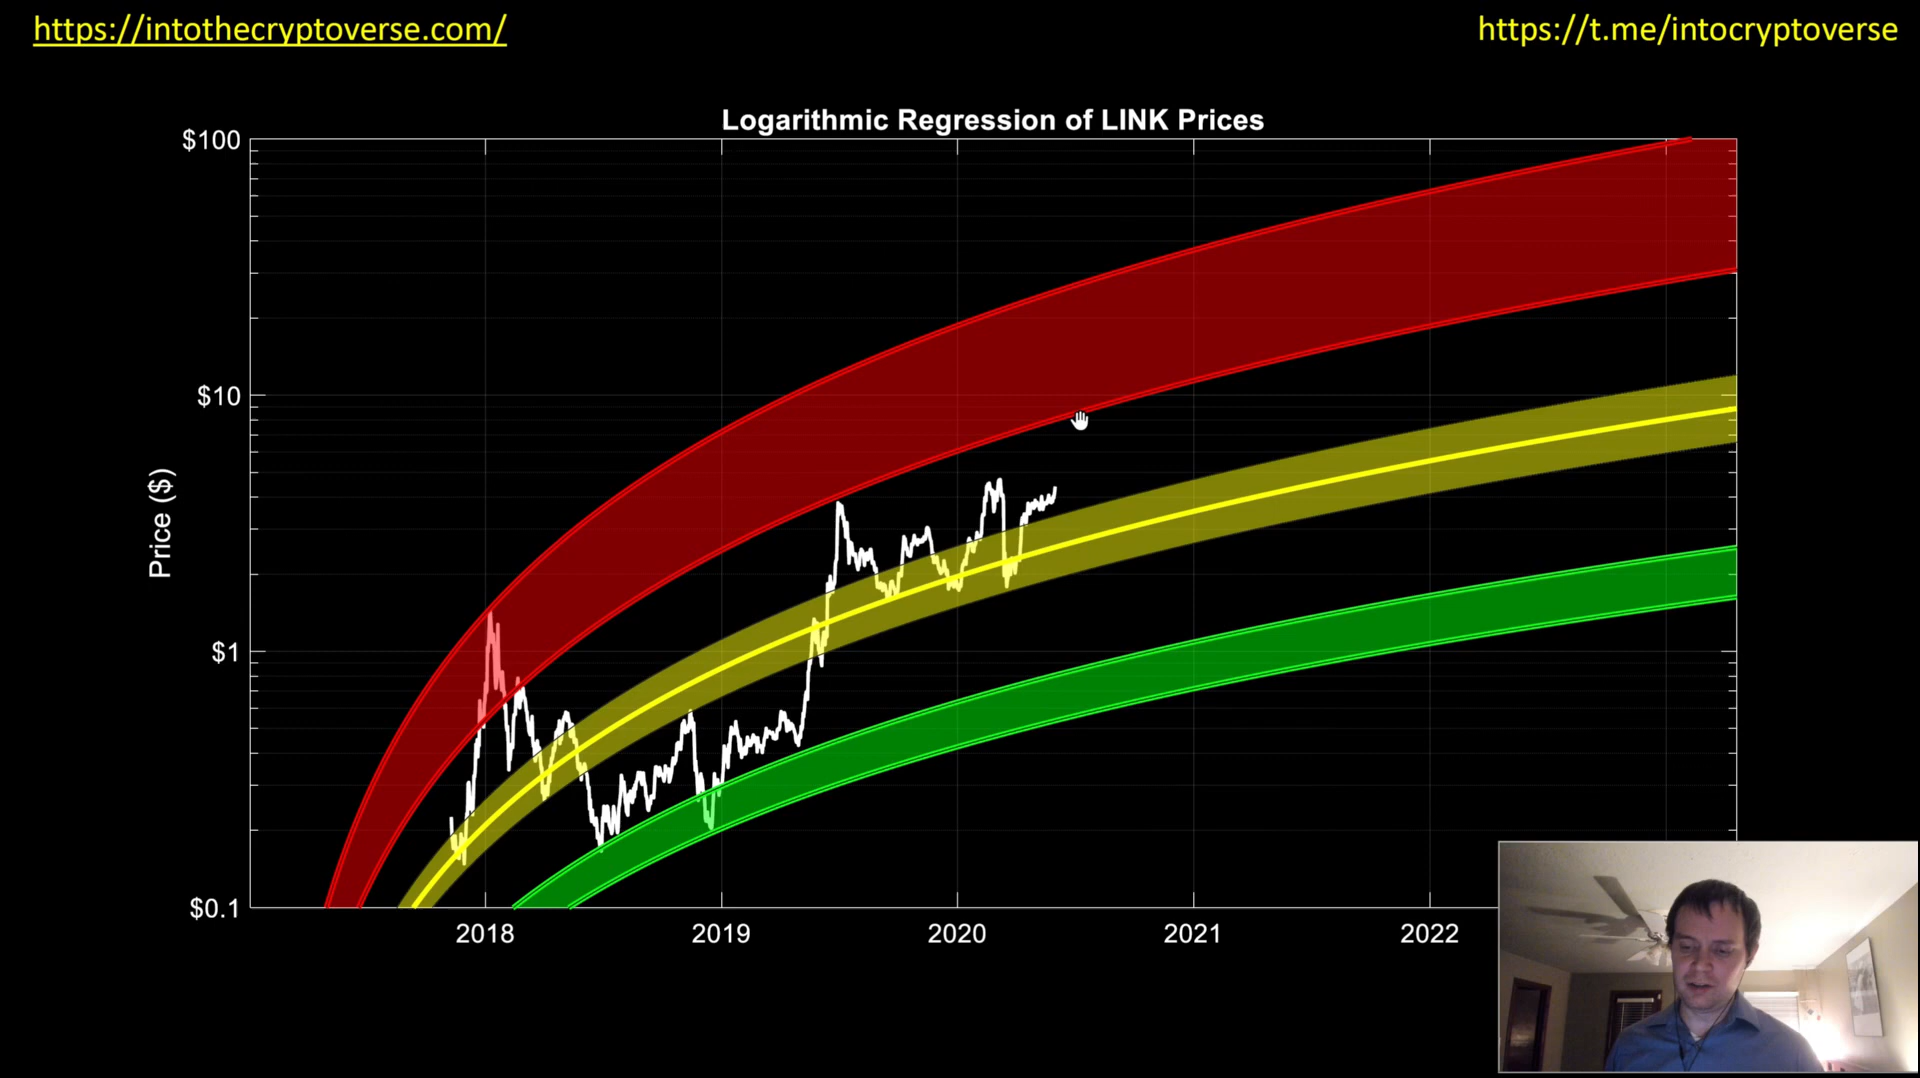 https://intothecryptoverse.com/
https://t.me/intocryptoverse
Logarithmic Regression of LINK Prices
$100
$10
$1
$0.1
Price ($)
2018
2019
2020
2021
2022